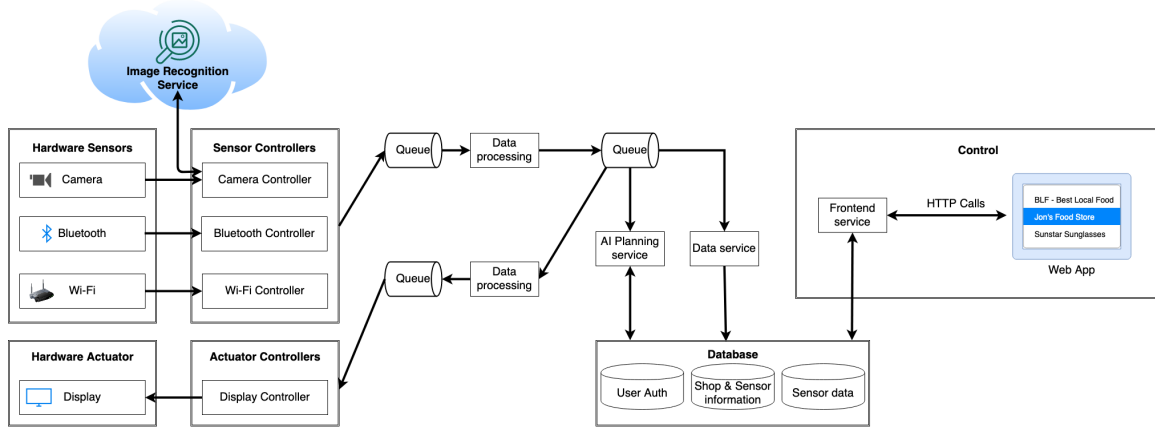 Image Recognition
Service
Hardware Sensors
Camera
Bluetooth
Wi-Fi
Sensor Controllers
Camera Controller
Bluetooth Controller
Wi-Fi Controller
Hardware Actuator
Display
Actuator Controllers
Display Controller
Queue
Data
processing
Queue
Queue
Data
processing
AI Planning
service
Data service
Database
User Auth
Shop & Sensor
information
Sensor data
Control
Frontend
service
HTTP Calls
BLF - Best Local Food
Jon's Food Store
Sunstar Sunglasses
Web App